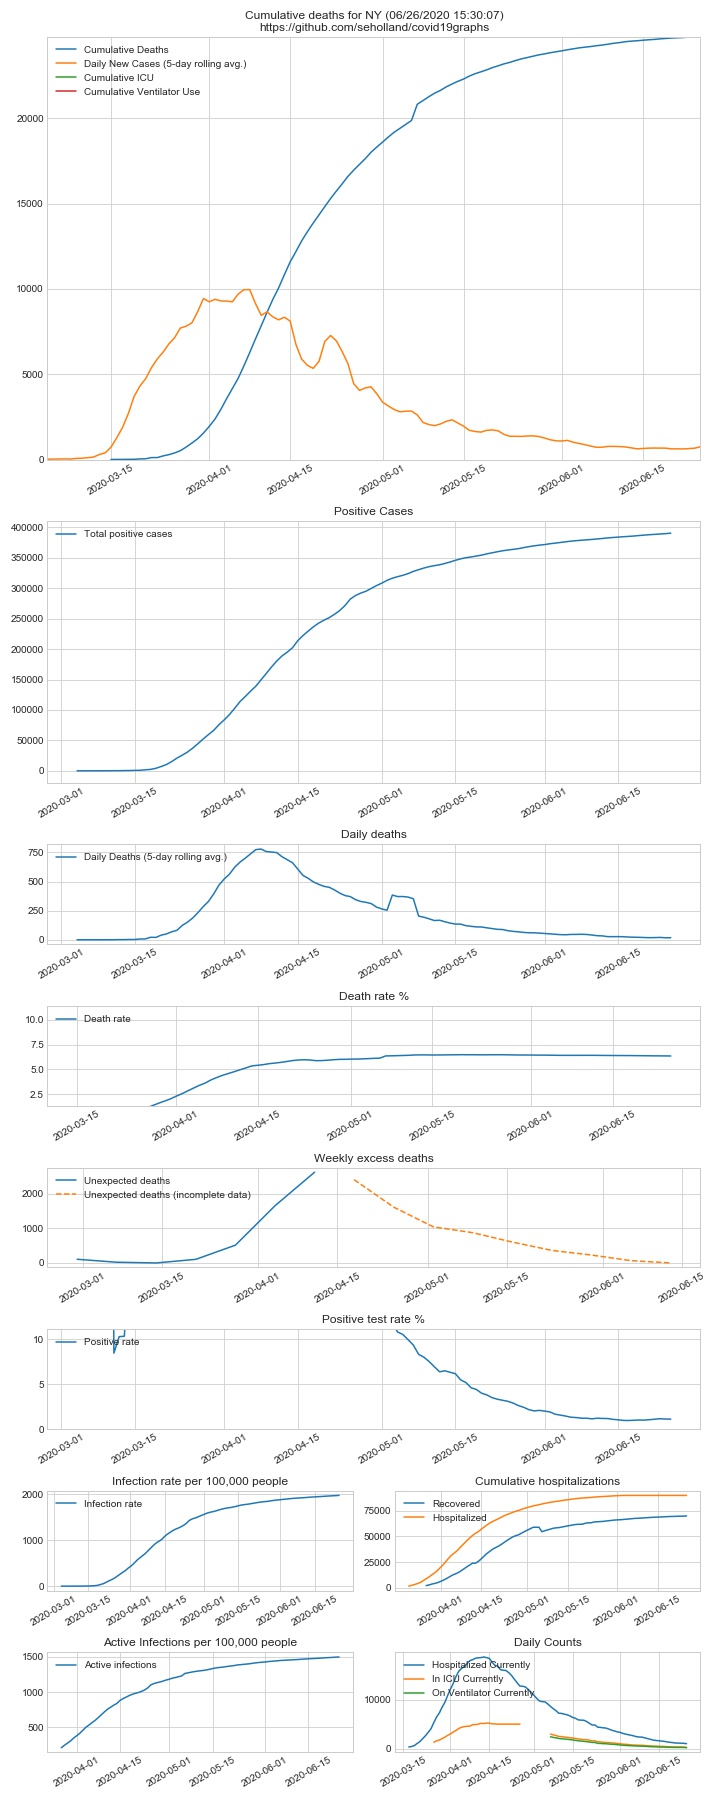 Cumulative deaths for NY (06/26/2020 15:30:07)
https://github.com/seholland/covid19graphs
Cumulative Deaths
Daily New Cases (5-day rolling avg.)
Cumulative ICU
Cumulative Ventilator Use
20000
15000
10000
5000
0
2020-03-15 2020-04-01 2020-04-15 2020-05-01 2020-05-15 2020-06-01 2020-06-15
Positive Cases
Total positive cases
400000
350000
300000
250000
200000
150000
100000
50000
0
2020-03-01 2020-03-15 2020-04-01 2020-04-15 2020-05-01 2020-05-15 2020-06-01 2020-06-15
Daily deaths
Daily Deaths (5-day rolling avg.)
750
500
250
0
2020-03-01 2020-03-15 2020-04-01 2020-04-15 2020-05-01 2020-05-15 2020-06-01 2020-06-15
Death rate %
Death rate
10.0
7.5
5.0
2.5
2020-03-15 2020-04-01 2020-04-15 2020-05-01 2020-05-15 2020-06-01 2020-06-15
Weekly excess deaths
Unexpected deaths
Unexpected deaths (incomplete data)
2000
1000
0
2020-03-01 2020-03-15 2020-04-01 2020-04-15 2020-05-01 2020-05-15 2020-06-01 2020-06-15
Positive test rate %
Positive rate
10
5
0
2020-03-01 2020-03-15 2020-04-01 2020-04-15 2020-05-01 2020-05-15 2020-06-01 2020-06-15
Infection rate per 100,000 people
Infection rate
2000
1000
0
2020-03-01 2020-03-15 2020-04-01 2020-04-15 2020-05-01 2020-05-15 2020-06-01 2020-06-15
Cumulative hospitalizations
Recovered
Hospitalized
75000
50000
25000
0
2020-04-01 2020-04-15 2020-05-01 2020-05-15 2020-06-01 2020-06-15
Active Infections per 100,000 people
Active infections
1500
1000
500
2020-04-01 2020-04-15 2020-05-01 2020-05-15 2020-06-01 2020-06-15
Daily Counts
Hospitalized Currently
In ICU Currently
On Ventilator Currently
10000
0
2020-03-15 2020-04-01 2020-04-15 2020-05-01 2020-05-15 2020-06-01 2020-06-15